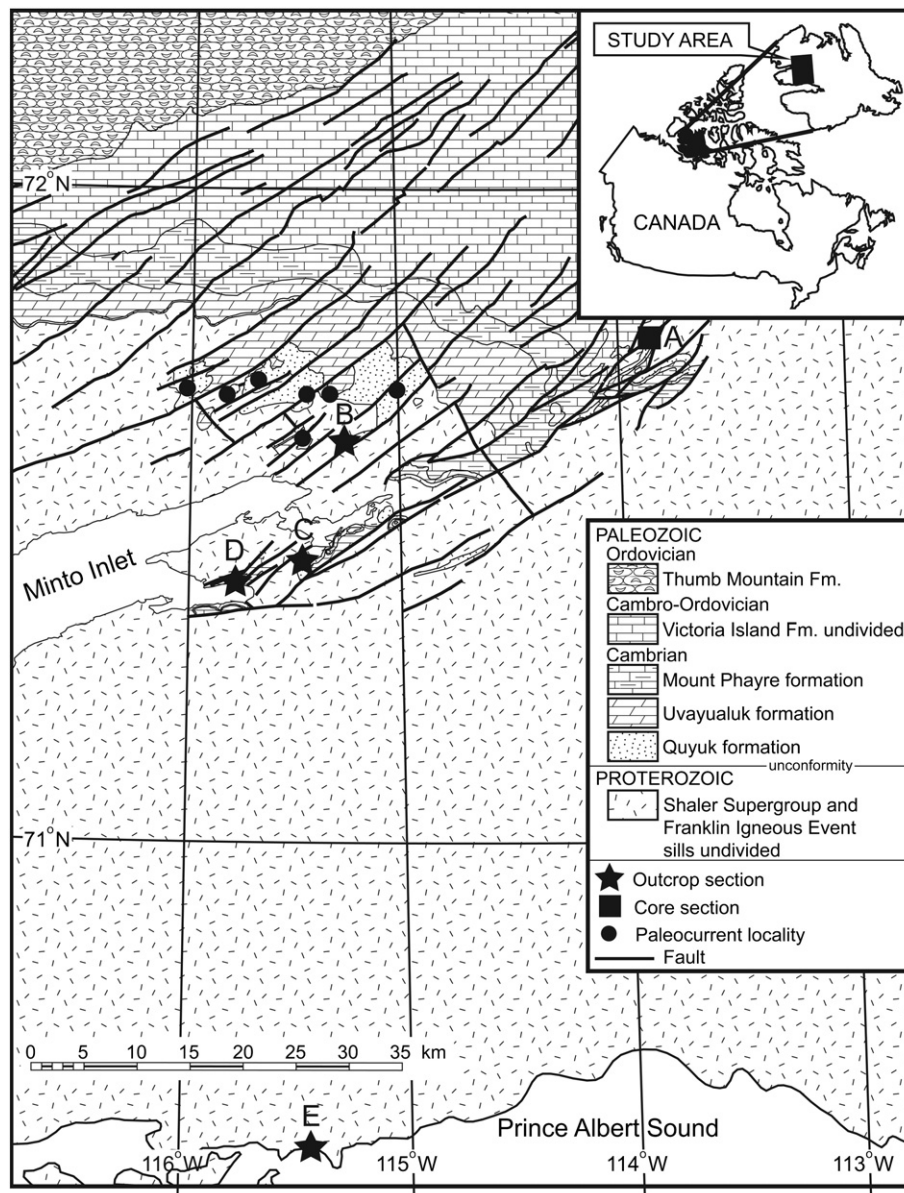 STUDY AREA
CANADA
72°N
A
B
C
D
Minto Inlet
PALEOZOIC
Ordovician
Thumb Mountain Fm.
Cambro-Ordovician
Victoria Island Fm. undivided
Cambrian
Mount Phayre formation
Uvayualuk formation
Quyuk formation
unconformity
PROTEROZOIC
Shaler Supergroup and
Franklin Igneous Event
sills undivided
Outcrop section
Core section
Paleocurrent locality
Fault
71°N
0 5 10 15 20 25 30 35 km
E
Prince Albert Sound
116°W 115°W 114°W 113°W